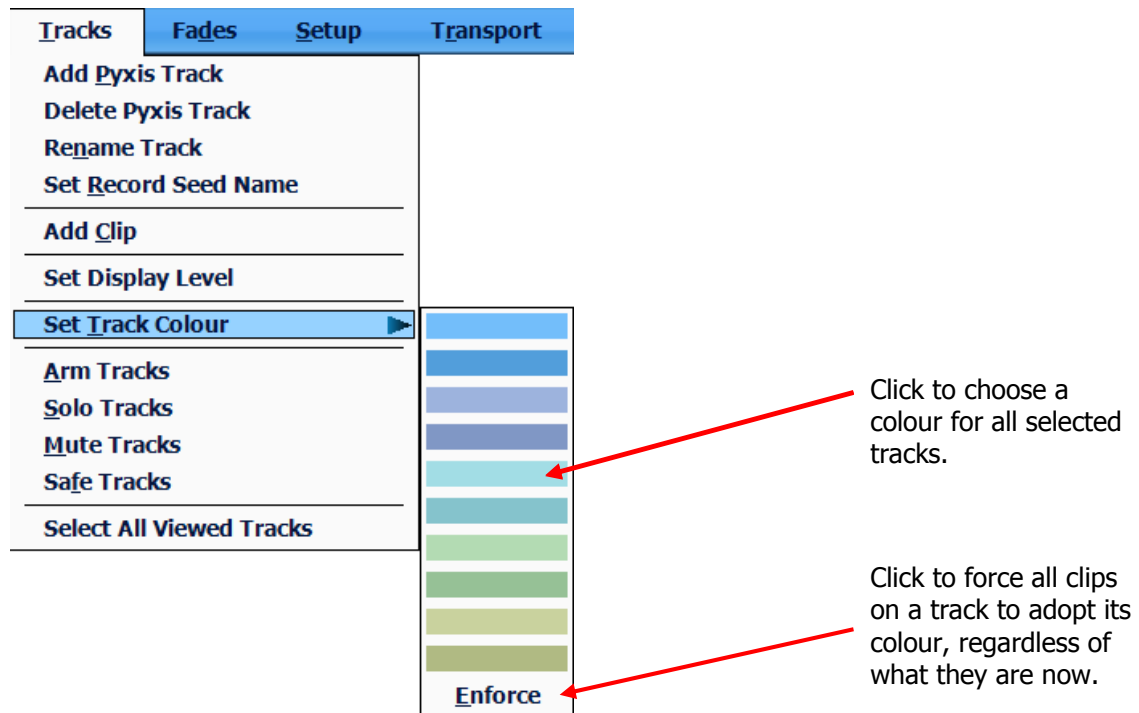 Tracks Fades Setup Transport
Add Pyxis Track
Delete Pyxis Track
Rename Track
Set Record Seed Name
Add Clip
Set Display Level
Set Track Colour
Arm Tracks
Solo Tracks
Mute Tracks
Safe Tracks
Select All Viewed Tracks
Enforce
Click to choose a
colour for all selected
tracks.
Click to force all clips
on a track to adopt its
colour, regardless of
what they are now.